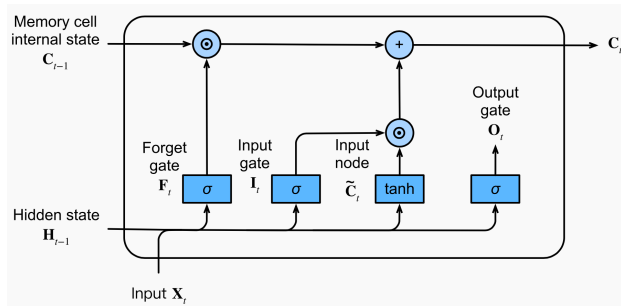 Memory cell
internal state
C_{t-1}
+
C_t
Output
gate
O_t
Forget
gate
F_t
Input
gate
I_t
Input
node
C̃_t
σ
σ
tanh
σ
Hidden state
H_{t-1}
Input X_t